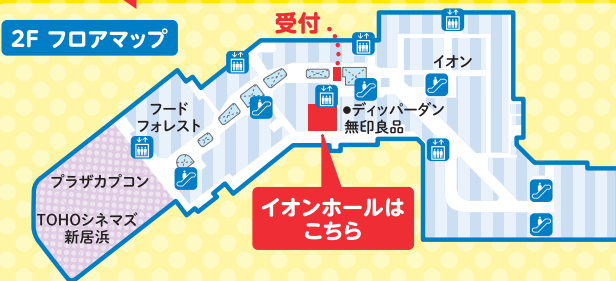 2F フロアマップ
受付
イオン
フード
フォレスト
●ディッパーダン
無印良品
プラザカプコン
TOHOシネマズ
新居浜
イオンホールは
こちら